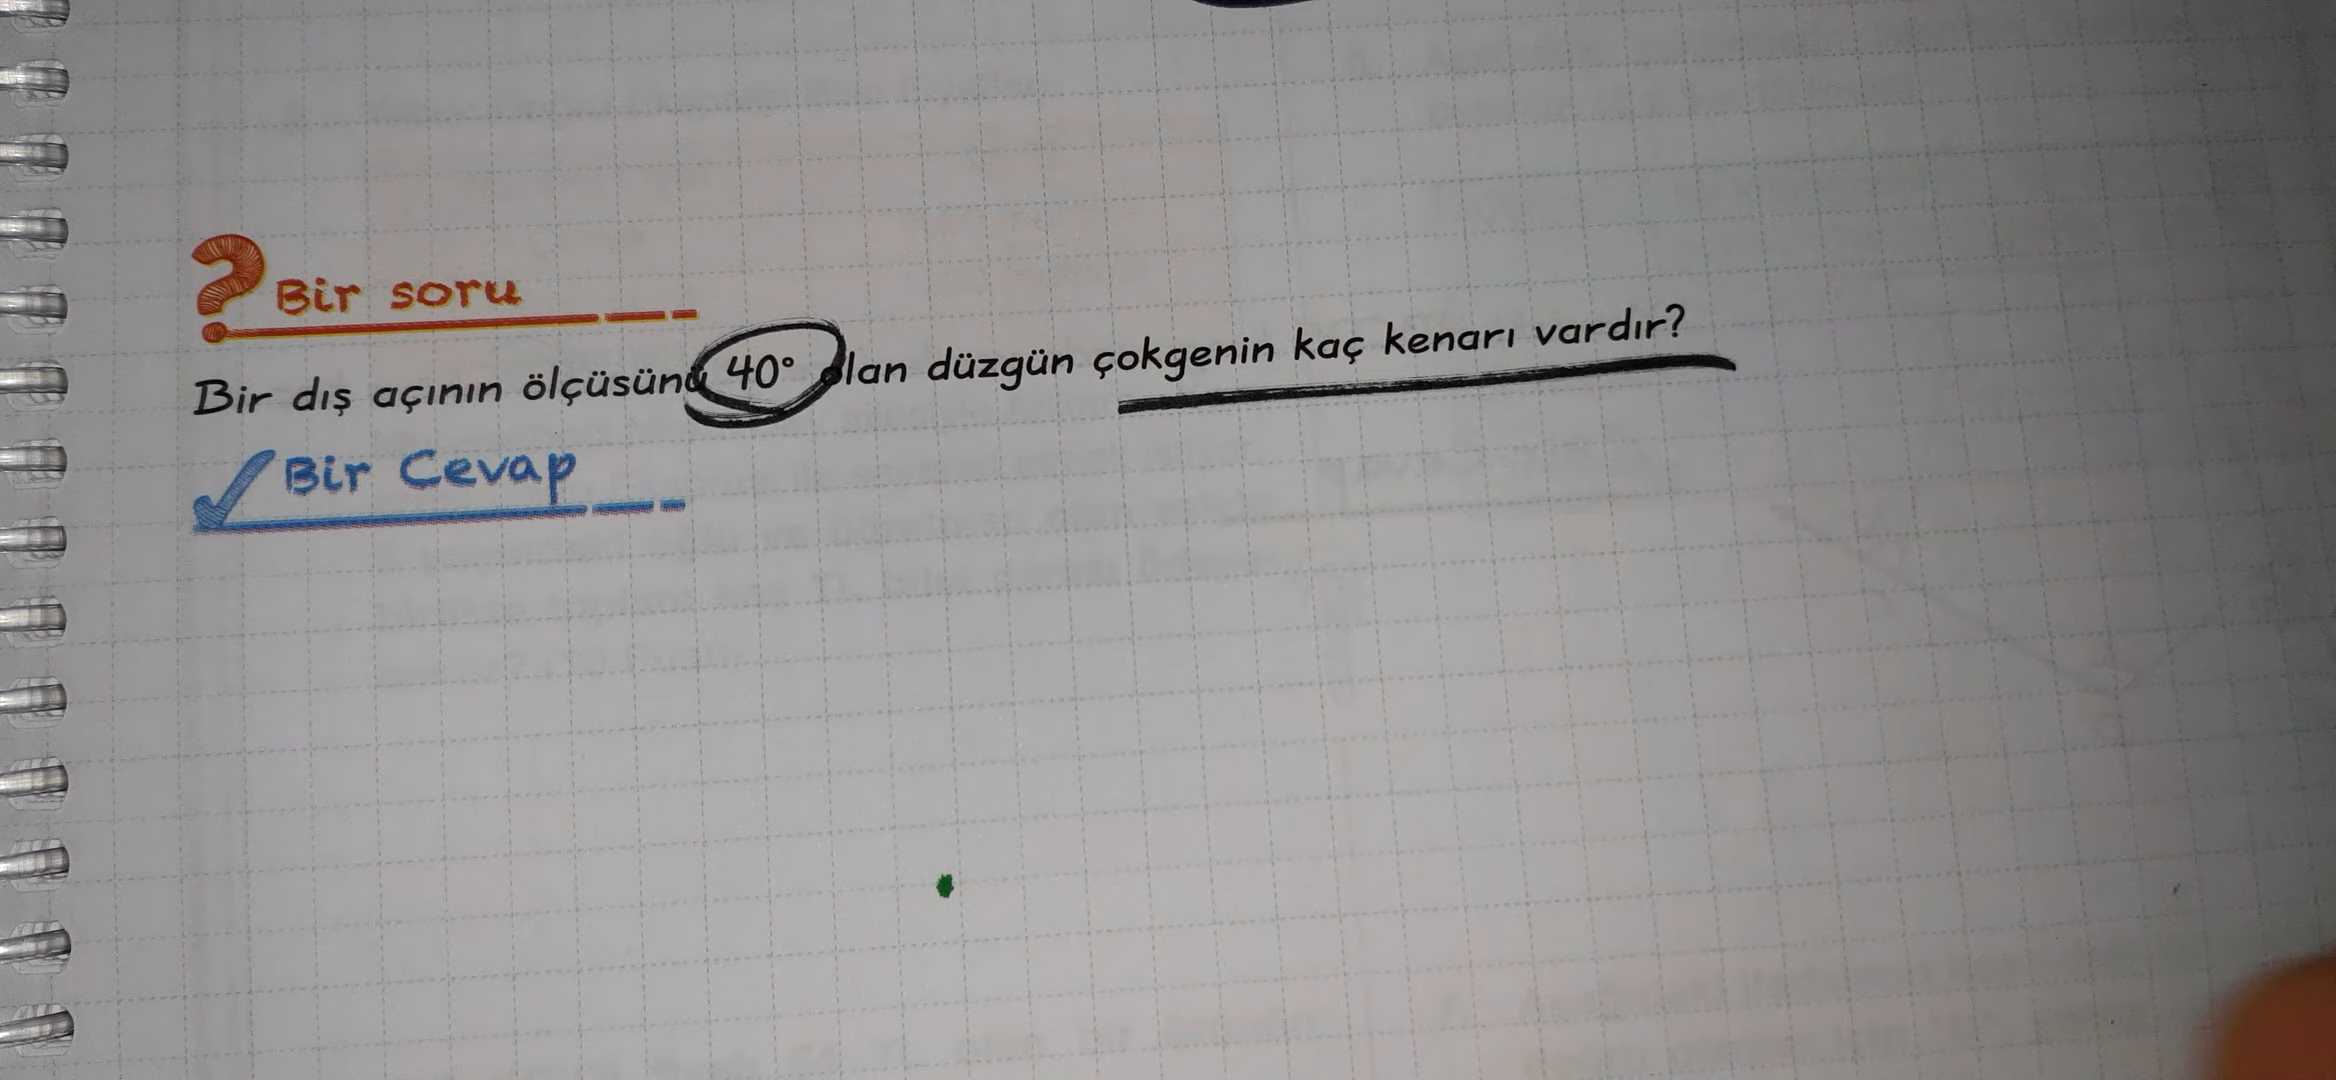 ? Bir soru
Bir dış açının ölçüsünü 40° olan düzgün çokgenin kaç kenarı vardır?
Bir Cevap